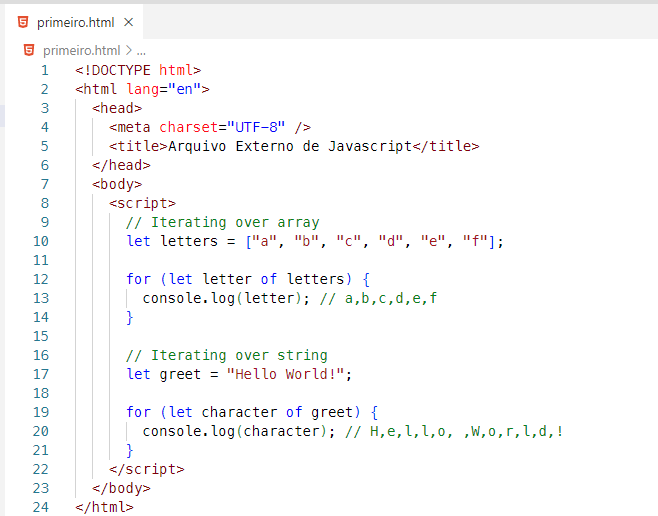 primeiro.html ×
primeiro.html > ...
1 <!DOCTYPE html>
2 <html lang="en">
3 <head>
4 <meta charset="UTF-8" />
5 <title>Arquivo Externo de Javascript</title>
6 </head>
7 <body>
8 <script>
9 // Iterating over array
10 let letters = ["a", "b", "c", "d", "e", "f"];
11
12 for (let letter of letters) {
13 console.log(letter); // a,b,c,d,e,f
14 }
15
16 // Iterating over string
17 let greet = "Hello World!";
18
19 for (let character of greet) {
20 console.log(character); // H,e,l,l,o, ,W,o,r,l,d,!
21 }
22 </script>
23 </body>
24 </html>